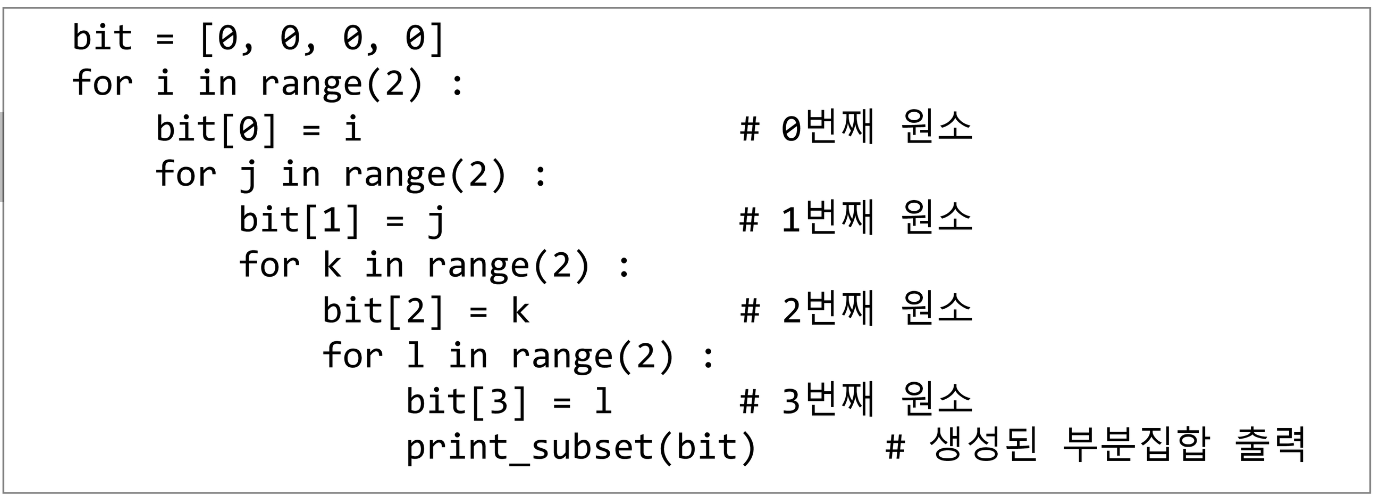 bit = [0, 0, 0, 0]
for i in range(2) :
    bit[0] = i                  # 0번째 원소
    for j in range(2) :
        bit[1] = j              # 1번째 원소
        for k in range(2) :
            bit[2] = k          # 2번째 원소
            for l in range(2) :
                bit[3] = l      # 3번째 원소
                print_subset(bit)      # 생성된 부분집합 출력